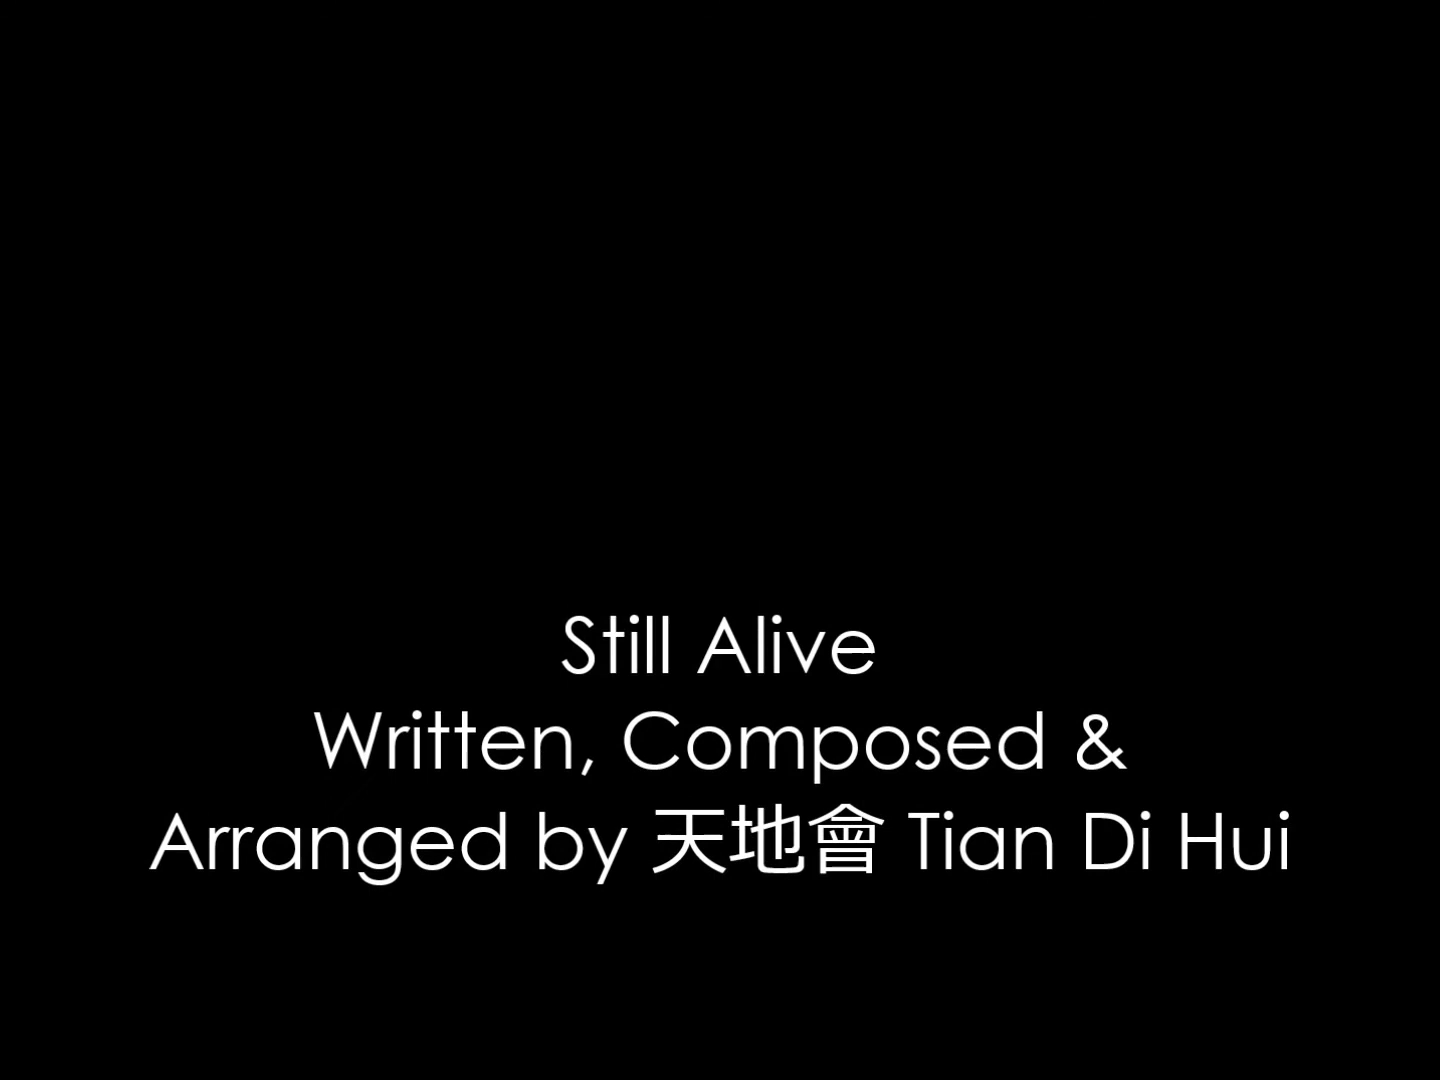 Still Alive
Written, Composed &
Arranged by 天地會 Tian Di Hui